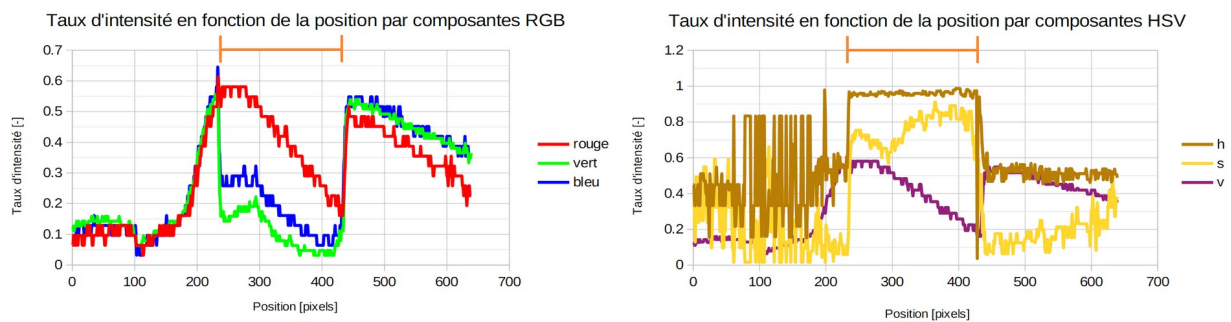 Taux d'intensité en fonction de la position par composantes RGB
0.7
0.6
0.5
0.4
0.3
0.2
0.1
0
Taux d'intensité [-]
0 100 200 300 400 500 600 700
Position [pixels]
rouge
vert
bleu
Taux d'intensité en fonction de la position par composantes HSV
1.2
1
0.8
0.6
0.4
0.2
0
Taux d'intensité [-]
0 100 200 300 400 500 600 700
Position [pixels]
h
s
v